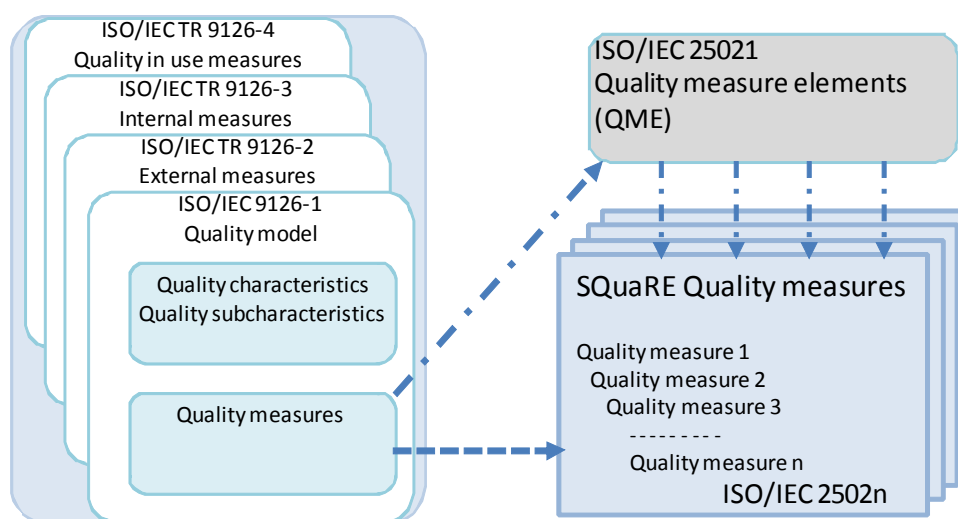 ISO/IEC TR 9126-4
Quality in use measures
ISO/IEC TR 9126-3
Internal measures
ISO/IEC TR 9126-2
External measures
ISO/IEC 9126-1
Quality model
Quality characteristics
Quality subcharacteristics
Quality measures
ISO/IEC 25021
Quality measure elements
(QME)
SQuaRE Quality measures
Quality measure 1
Quality measure 2
Quality measure 3
- - - - - - - - -
Quality measure n
ISO/IEC 2502n